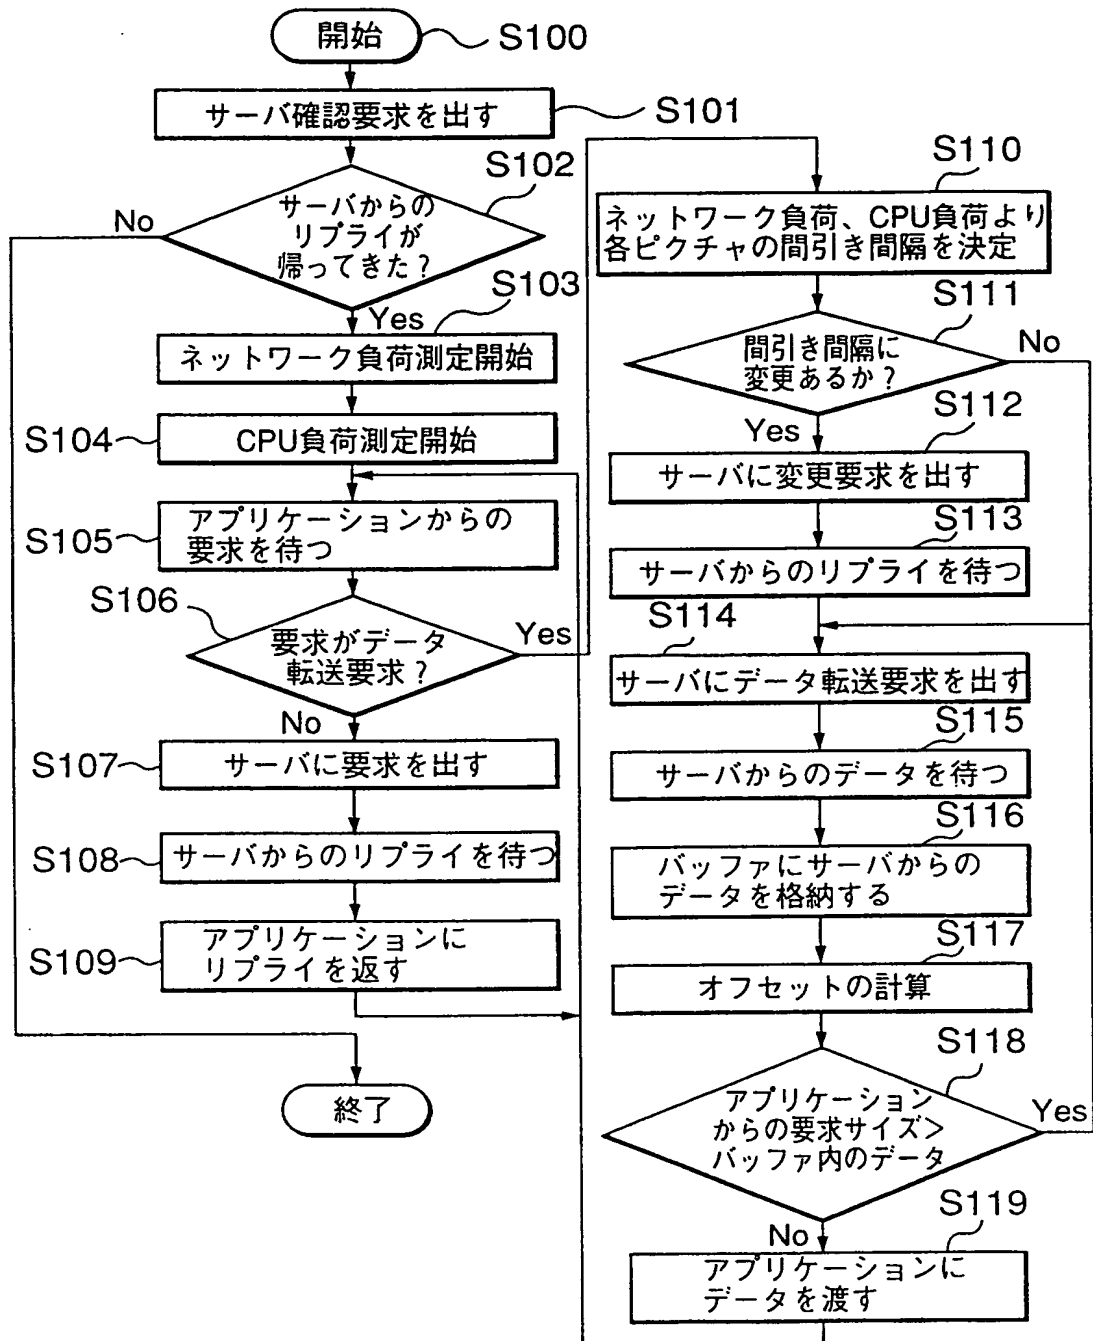 開始
S100
サーバ確認要求を出す
S101
S102
サーバからの
リプライが
帰ってきた?
No
Yes
S103
ネットワーク負荷測定開始
S104
CPU負荷測定開始
S105
アプリケーションからの
要求を待つ
S106
要求がデータ
転送要求?
Yes
No
S107
サーバに要求を出す
S108
サーバからのリプライを待つ
S109
アプリケーションに
リプライを返す
終了
S110
ネットワーク負荷、CPU負荷より
各ピクチャの間引き間隔を決定
S111
間引き間隔に
変更あるか?
No
Yes
S112
サーバに変更要求を出す
S113
サーバからのリプライを待つ
S114
サーバにデータ転送要求を出す
S115
サーバからのデータを待つ
S116
バッファにサーバからの
データを格納する
S117
オフセットの計算
S118
アプリケーション
からの要求サイズ>
バッファ内のデータ
Yes
No
S119
アプリケーションに
データを渡す